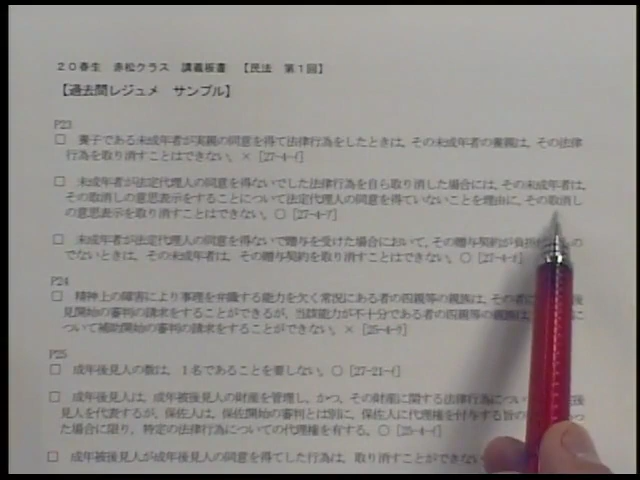 20春生 赤松クラス 講義板書 【民法 第1回】
【過去問レジュメ サンプル】
P23
□ 養子である未成年者が実親の同意を得て法律行為をしたときは、その未成年者の養親は、その法律
行為を取り消すことはできない。× [27-4-イ]
□ 未成年者が法定代理人の同意を得ないでした法律行為を自ら取り消した場合には、その未成年者は、
その取消しの意思表示をすることについて法定代理人の同意を得ていないことを理由に、その取消し
の意思表示を取り消すことはできない。○ [27-4-ア]
□ 未成年者が法定代理人の同意を得ないで贈与を受けた場合において、その贈与契約が負担 の
でないときは、その未成年者は、その贈与契約を取り消すことはできない。○ [27-4-
P24
□ 精神上の障害により事理を弁識する能力を欠く常況にある者の四親等の親族は、その者に 後
見開始の審判の請求をすることができるが、当該能力が不十分である者の四親等の親族は に
ついて補助開始の審判の請求をすることができない。× [25-4-ウ]
P25
□ 成年後見人の数は、1名であることを要しない。○ [27-21-イ]
□ 成年後見人は、成年被後見人の財産を管理し、かつ、その財産に関する法律行為につい 被後
見人を代表するが、保佐人は、保佐開始の審判とは別に、保佐人に代理権を付与する旨の かっ
た場合に限り、特定の法律行為についての代理権を有する。○ [25-4-
□ 成年被後見人が成年後見人の同意を得てした行為は、取り消すことができない